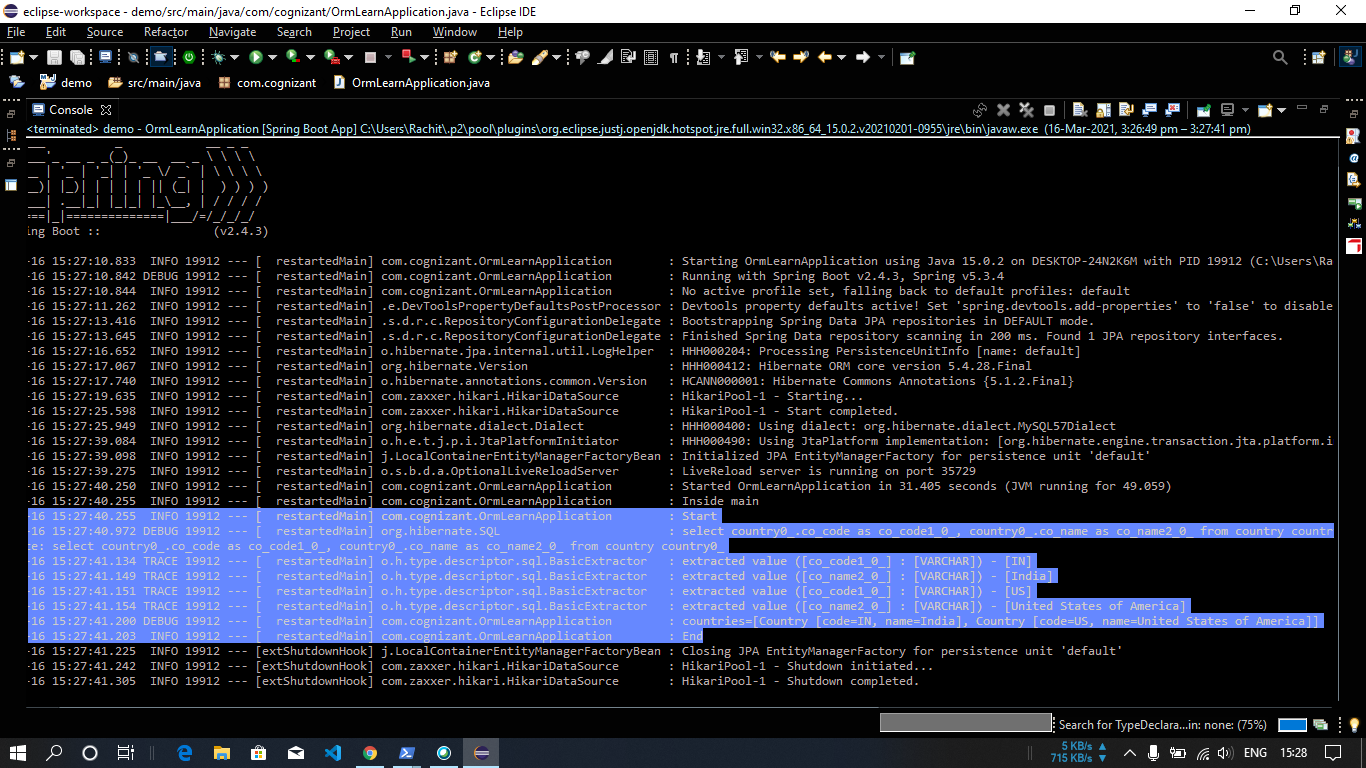 eclipse-workspace - demo/src/main/java/com/cognizant/OrmLearnApplication.java - Eclipse IDE
File Edit Source Refactor Navigate Search Project Run Window Help
demo src/main/java com.cognizant OrmLearnApplication.java
Console
<terminated> demo - OrmLearnApplication [Spring Boot App] C:\Users\Rachit\.p2\pool\plugins\org.eclipse.justj.openjdk.hotspot.jre.full.win32.x86_64_15.0.2.v20210201-0955\jre\bin\javaw.exe (16-Mar-2021, 3:26:49 pm – 3:27:41 pm)
ing Boot :: (v2.4.3)
-16 15:27:10.833 INFO 19912 --- [ restartedMain] com.cognizant.OrmLearnApplication : Starting OrmLearnApplication using Java 15.0.2 on DESKTOP-24N2K6M with PID 19912 (C:\Users\Ra
-16 15:27:10.842 DEBUG 19912 --- [ restartedMain] com.cognizant.OrmLearnApplication : Running with Spring Boot v2.4.3, Spring v5.3.4
-16 15:27:10.844 INFO 19912 --- [ restartedMain] com.cognizant.OrmLearnApplication : No active profile set, falling back to default profiles: default
-16 15:27:11.262 INFO 19912 --- [ restartedMain] .e.DevToolsPropertyDefaultsPostProcessor : Devtools property defaults active! Set 'spring.devtools.add-properties' to 'false' to disable
-16 15:27:13.416 INFO 19912 --- [ restartedMain] .s.d.r.c.RepositoryConfigurationDelegate : Bootstrapping Spring Data JPA repositories in DEFAULT mode.
-16 15:27:13.645 INFO 19912 --- [ restartedMain] .s.d.r.c.RepositoryConfigurationDelegate : Finished Spring Data repository scanning in 200 ms. Found 1 JPA repository interfaces.
-16 15:27:16.652 INFO 19912 --- [ restartedMain] o.hibernate.jpa.internal.util.LogHelper : HHH000204: Processing PersistenceUnitInfo [name: default]
-16 15:27:17.067 INFO 19912 --- [ restartedMain] org.hibernate.Version : HHH000412: Hibernate ORM core version 5.4.28.Final
-16 15:27:17.740 INFO 19912 --- [ restartedMain] o.hibernate.annotations.common.Version : HCANN000001: Hibernate Commons Annotations {5.1.2.Final}
-16 15:27:19.635 INFO 19912 --- [ restartedMain] com.zaxxer.hikari.HikariDataSource : HikariPool-1 - Starting...
-16 15:27:25.598 INFO 19912 --- [ restartedMain] com.zaxxer.hikari.HikariDataSource : HikariPool-1 - Start completed.
-16 15:27:25.949 INFO 19912 --- [ restartedMain] org.hibernate.dialect.Dialect : HHH000400: Using dialect: org.hibernate.dialect.MySQL57Dialect
-16 15:27:39.084 INFO 19912 --- [ restartedMain] o.h.e.t.j.p.i.JtaPlatformInitiator : HHH000490: Using JtaPlatform implementation: [org.hibernate.engine.transaction.jta.platform.i
-16 15:27:39.098 INFO 19912 --- [ restartedMain] j.LocalContainerEntityManagerFactoryBean : Initialized JPA EntityManagerFactory for persistence unit 'default'
-16 15:27:39.275 INFO 19912 --- [ restartedMain] o.s.b.d.a.OptionalLiveReloadServer : LiveReload server is running on port 35729
-16 15:27:40.250 INFO 19912 --- [ restartedMain] com.cognizant.OrmLearnApplication : Started OrmLearnApplication in 31.405 seconds (JVM running for 49.059)
-16 15:27:40.255 INFO 19912 --- [ restartedMain] com.cognizant.OrmLearnApplication : Inside main
-16 15:27:40.255 INFO 19912 --- [ restartedMain] com.cognizant.OrmLearnApplication : Start
-16 15:27:40.972 DEBUG 19912 --- [ restartedMain] org.hibernate.SQL : select country0_.co_code as co_code1_0_, country0_.co_name as co_name2_0_ from country countr
te: select country0_.co_code as co_code1_0_, country0_.co_name as co_name2_0_ from country country0_
-16 15:27:41.134 TRACE 19912 --- [ restartedMain] o.h.type.descriptor.sql.BasicExtractor : extracted value ([co_code1_0_] : [VARCHAR]) - [IN]
-16 15:27:41.149 TRACE 19912 --- [ restartedMain] o.h.type.descriptor.sql.BasicExtractor : extracted value ([co_name2_0_] : [VARCHAR]) - [India]
-16 15:27:41.151 TRACE 19912 --- [ restartedMain] o.h.type.descriptor.sql.BasicExtractor : extracted value ([co_code1_0_] : [VARCHAR]) - [US]
-16 15:27:41.154 TRACE 19912 --- [ restartedMain] o.h.type.descriptor.sql.BasicExtractor : extracted value ([co_name2_0_] : [VARCHAR]) - [United States of America]
-16 15:27:41.200 DEBUG 19912 --- [ restartedMain] com.cognizant.OrmLearnApplication : countries=[Country [code=IN, name=India], Country [code=US, name=United States of America]]
-16 15:27:41.203 INFO 19912 --- [ restartedMain] com.cognizant.OrmLearnApplication : End
-16 15:27:41.225 INFO 19912 --- [extShutdownHook] j.LocalContainerEntityManagerFactoryBean : Closing JPA EntityManagerFactory for persistence unit 'default'
-16 15:27:41.242 INFO 19912 --- [extShutdownHook] com.zaxxer.hikari.HikariDataSource : HikariPool-1 - Shutdown initiated...
-16 15:27:41.305 INFO 19912 --- [extShutdownHook] com.zaxxer.hikari.HikariDataSource : HikariPool-1 - Shutdown completed.
Search for TypeDeclara...in: none: (75%)
5 KB/s
715 KB/s
ENG 15:28